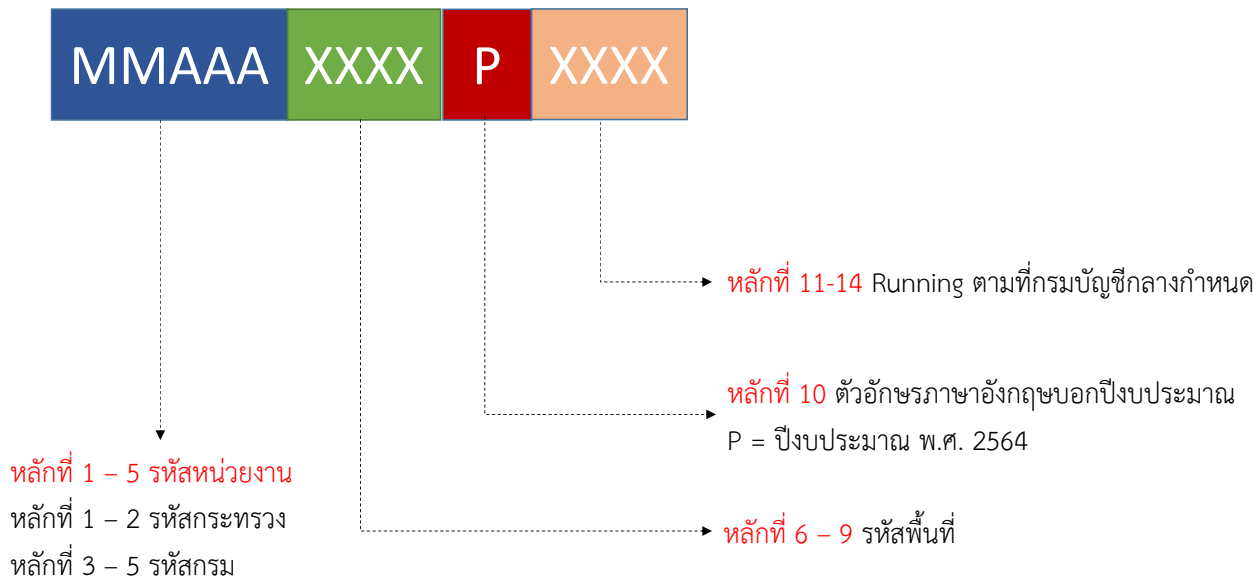 MMAAA XXXX P XXXX
หลักที่ 11-14 Running ตามที่กรมบัญชีกลางกำหนด
หลักที่ 10 ตัวอักษรภาษาอังกฤษบอกปีงบประมาณ
P = ปีงบประมาณ พ.ศ. 2564
หลักที่ 1 – 5 รหัสหน่วยงาน
หลักที่ 1 – 2 รหัสกระทรวง
หลักที่ 3 – 5 รหัสกรม
หลักที่ 6 – 9 รหัสพื้นที่